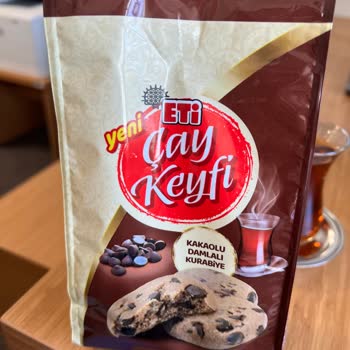 ETi
yeni
Çay
Keyfi
KAKAOLU
DAMLALI
KURABİYE